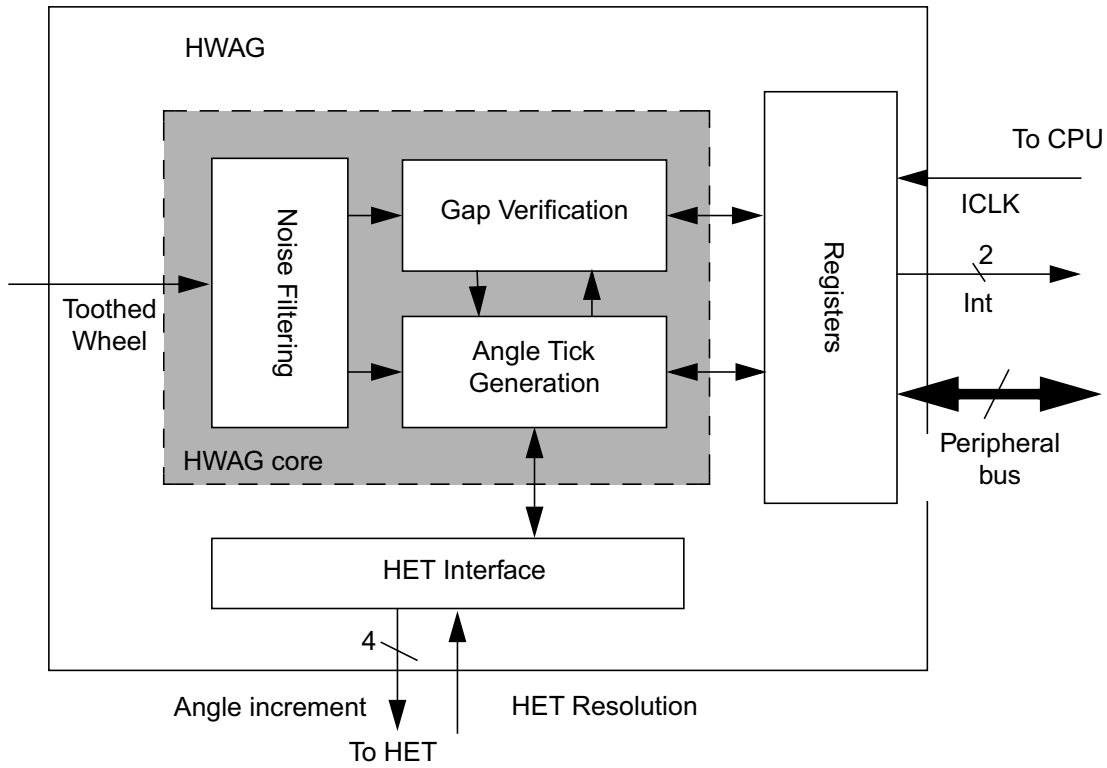 HWAG
To CPU
ICLK
2
Int
Peripheral
bus
Toothed
Wheel
Noise Filtering
Gap Verification
Angle Tick
Generation
Registers
HWAG core
HET Interface
4
Angle increment
HET Resolution
To HET